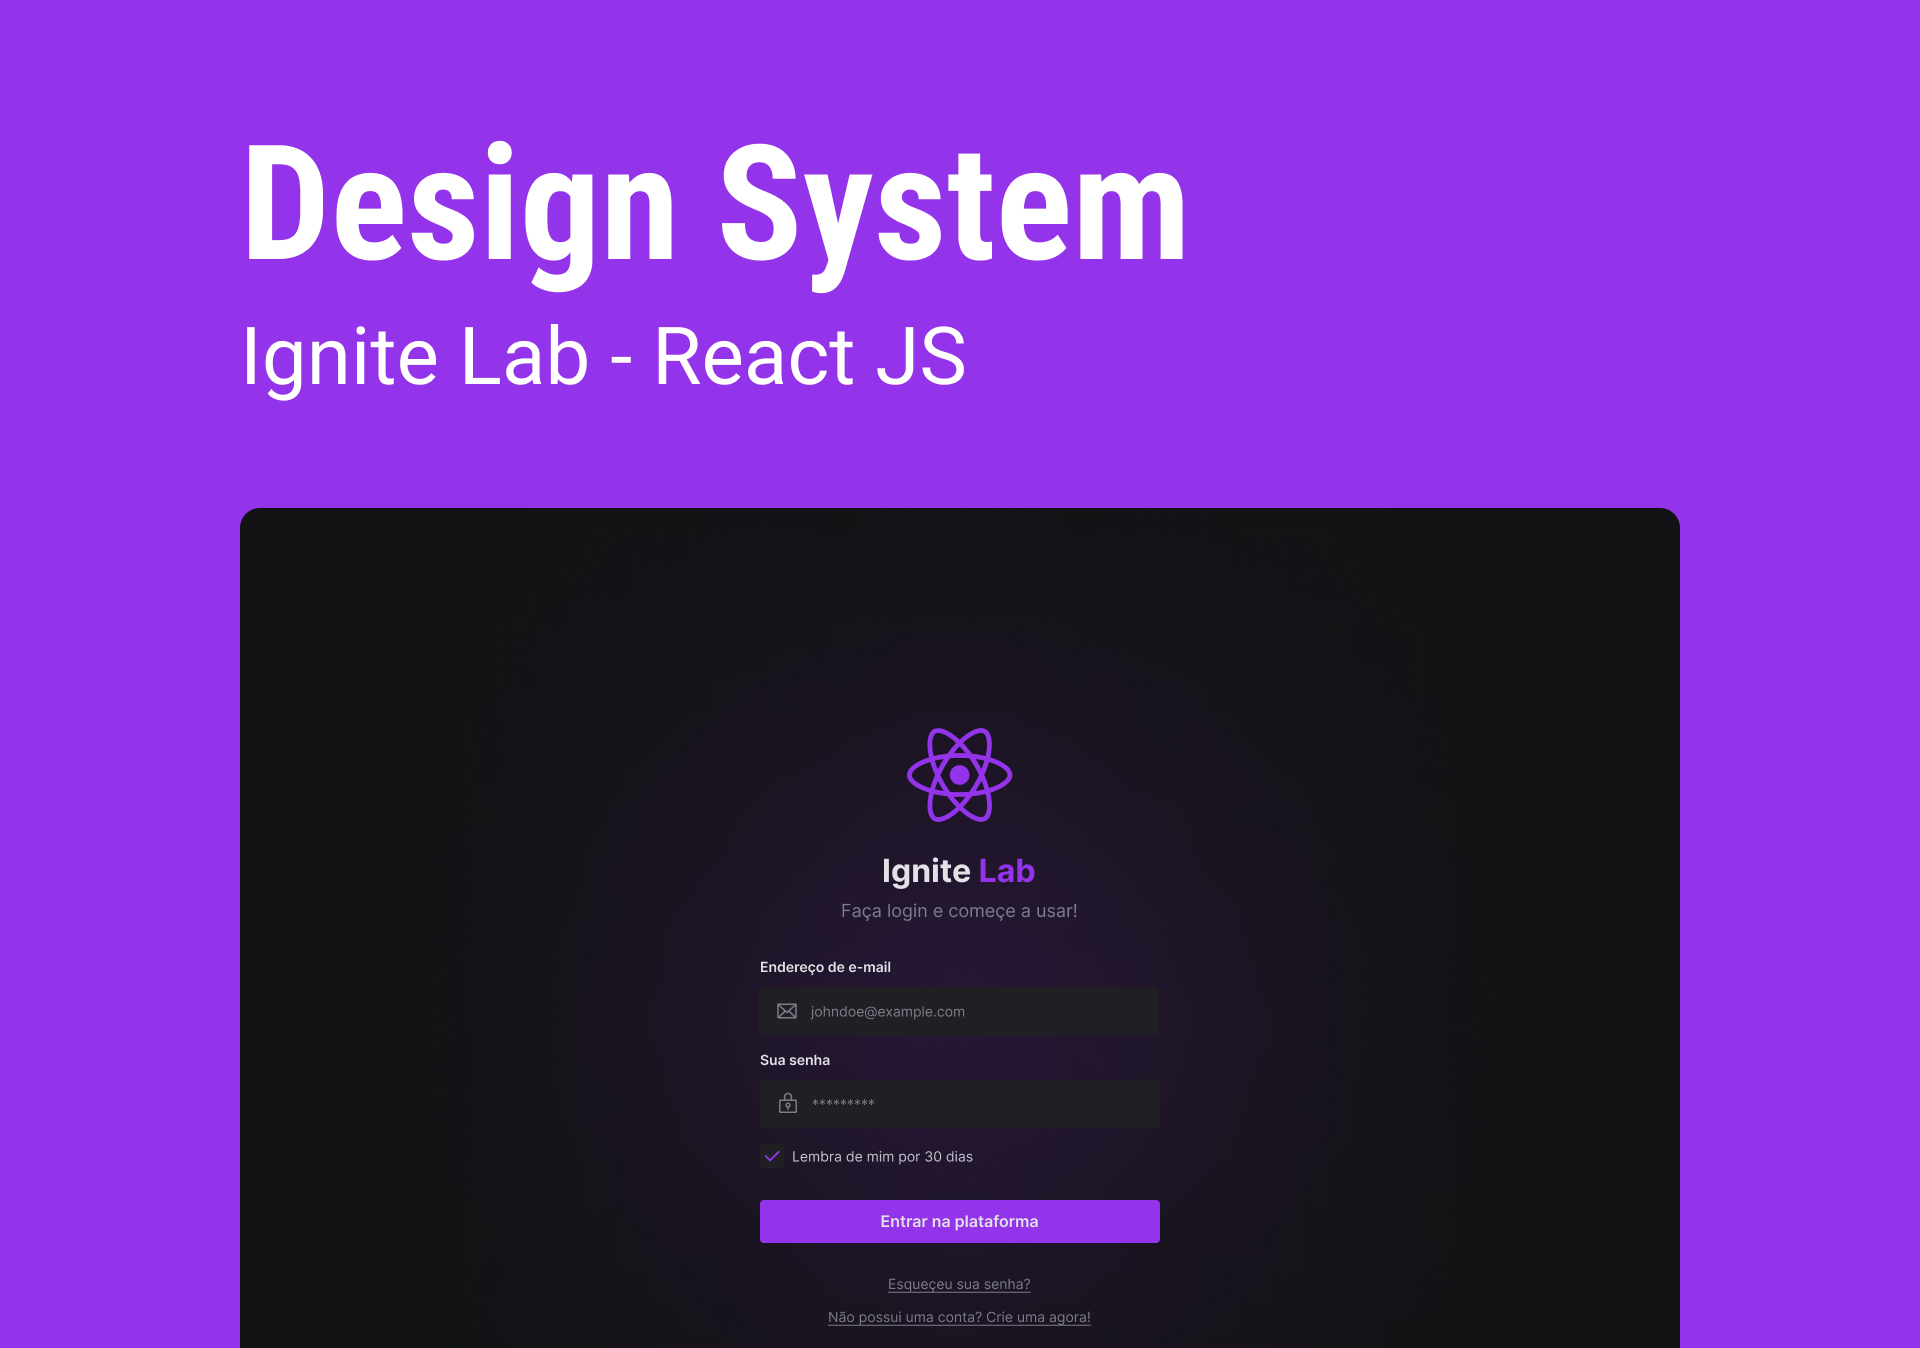 Design System
Ignite Lab - React JS
Ignite Lab
Faça login e começe a usar!
Endereço de e-mail
johndoe@example.com
Sua senha
*********
Lembra de mim por 30 dias
Entrar na plataforma
Esqueçeu sua senha?
Não possui uma conta? Crie uma agora!